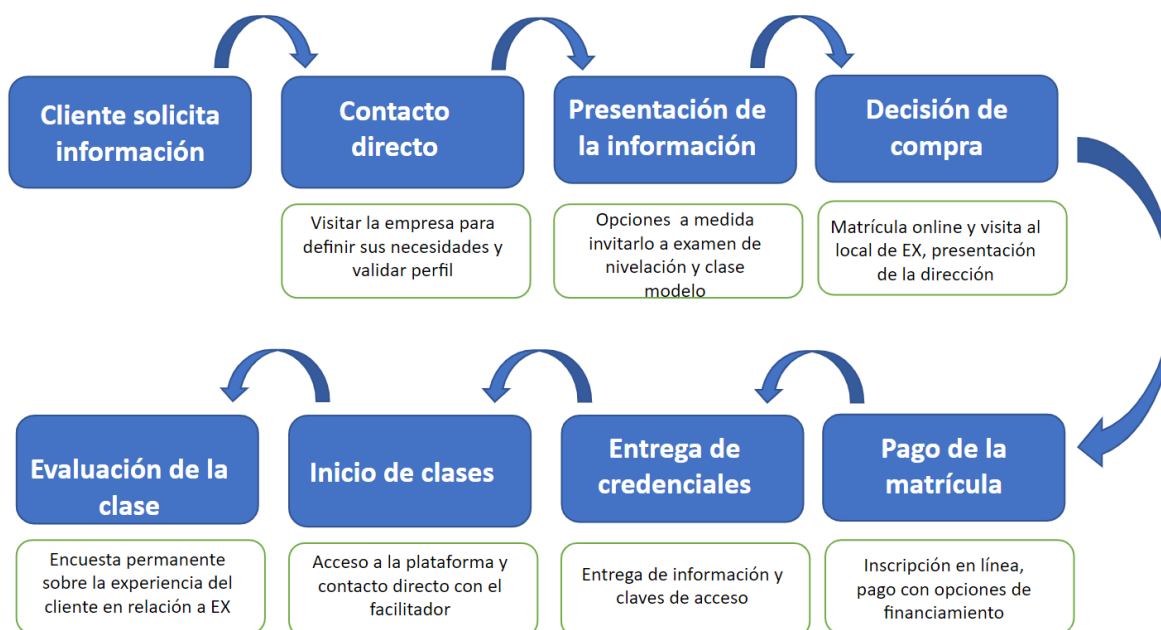 Cliente solicita
información
Contacto
directo
Visitar la empresa para
definir sus necesidades y
validar perfil
Presentación de
la información
Opciones a medida
invitarlo a examen de
nivelación y clase
modelo
Decisión de
compra
Matrícula online y visita al
local de EX, presentación
de la dirección
Pago de la
matrícula
Inscripción en línea,
pago con opciones de
financiamiento
Entrega de
credenciales
Entrega de información y
claves de acceso
Inicio de clases
Acceso a la plataforma y
contacto directo con el
facilitador
Evaluación de la
clase
Encuesta permanente
sobre la experiencia del
cliente en relación a EX